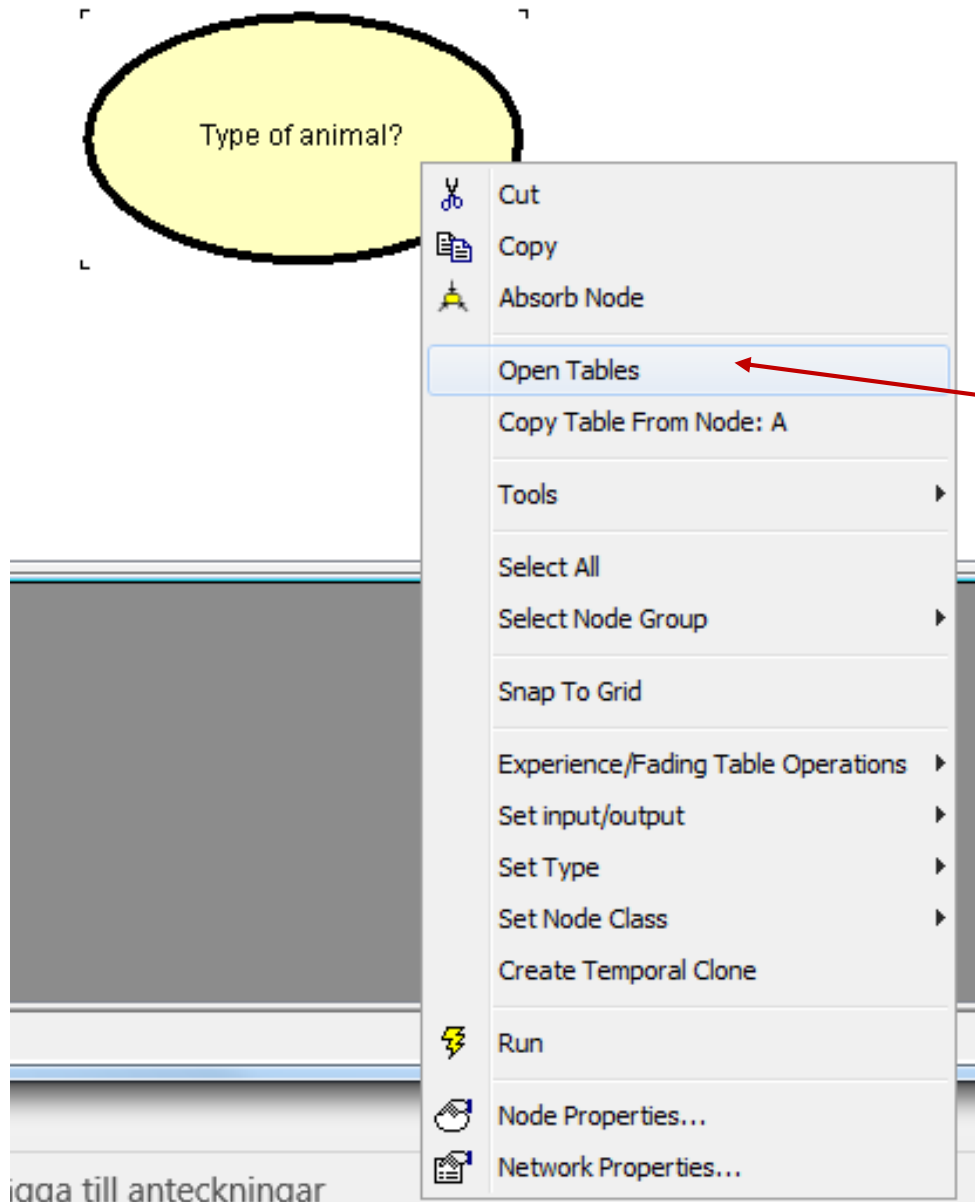 Type of animal?
Cut
Copy
Absorb Node
Open Tables
Copy Table From Node: A
Tools
Select All
Select Node Group
Snap To Grid
Experience/Fading Table Operations
Set input/output
Set Type
Set Node Class
Create Temporal Clone
Run
Node Properties...
Network Properties...
till anteckningar